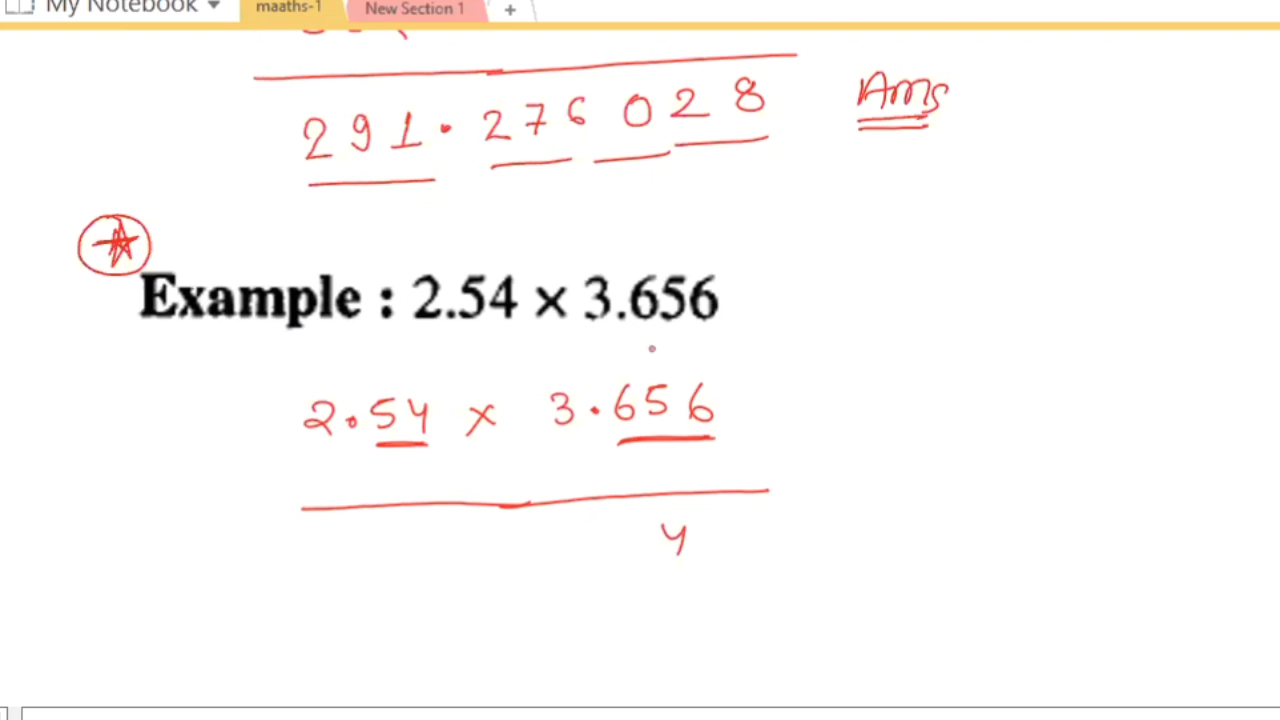 My Notebook
maaths-1
New Section 1
+
291.276028 Ans
Example : 2.54 × 3.656
2.54 × 3.656
4